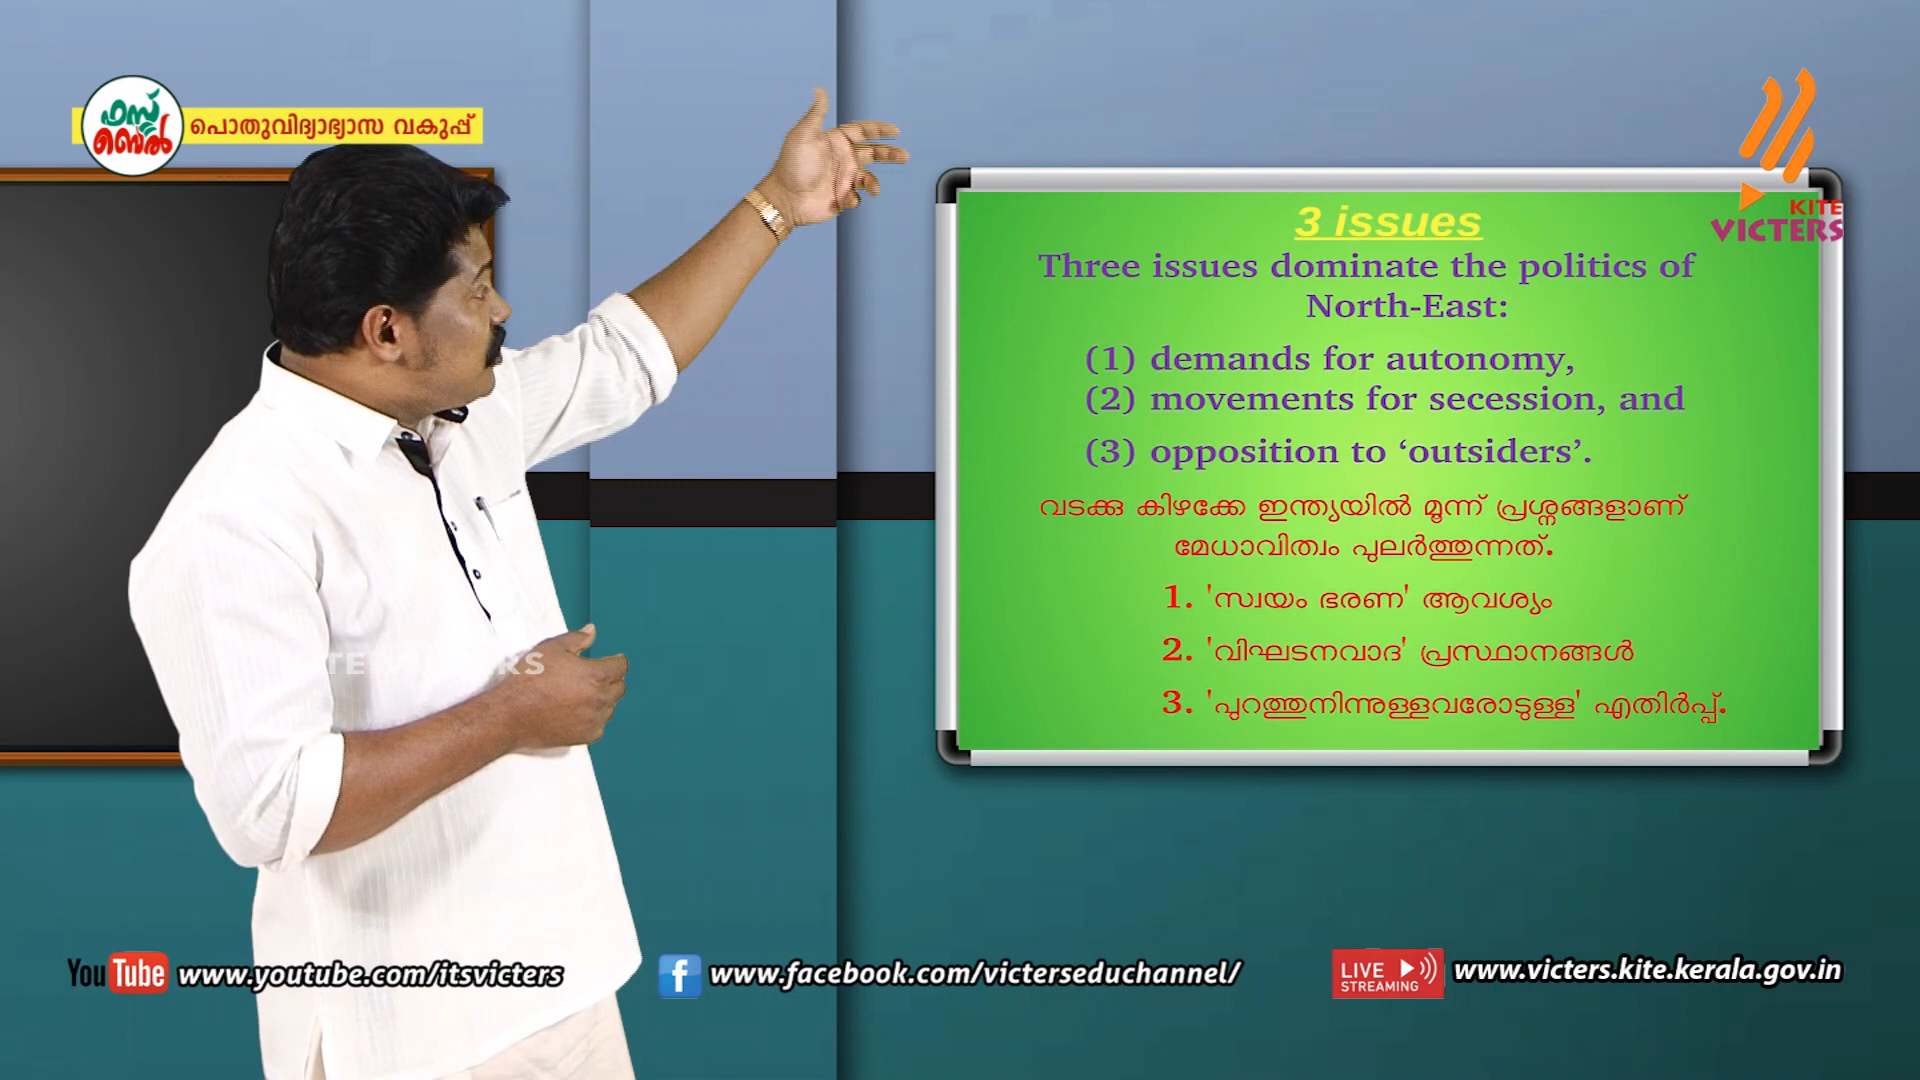 ഫസ്റ്റ്
ബെൽ
പൊതുവിദ്യാഭ്യാസ വകുപ്പ്
KITE
VICTERS
3 issues
Three issues dominate the politics of
North-East:
(1) demands for autonomy,
(2) movements for secession, and
(3) opposition to ‘outsiders’.
വടക്കു കിഴക്കേ ഇന്ത്യയിൽ മൂന്ന് പ്രശ്നങ്ങളാണ്
മേധാവിത്വം പുലർത്തുന്നത്.
1. 'സ്വയം ഭരണ' ആവശ്യം
2. 'വിഘടനവാദ' പ്രസ്ഥാനങ്ങൾ
3. 'പുറത്തുനിന്നുള്ളവരോടുള്ള' എതിർപ്പ്.
YouTube www.youtube.com/itsvicters
f www.facebook.com/victerseduchannel/
LIVE
STREAMING
www.victers.kite.kerala.gov.in